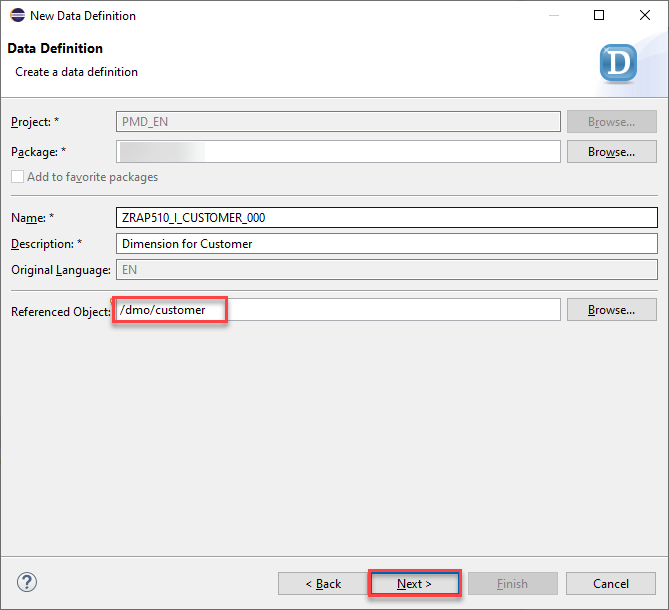 New Data Definition
Data Definition
Create a data definition
D
Project: * PMD_EN Browse...
Package: * Browse...
Add to favorite packages
Name: * ZRAP510_I_CUSTOMER_000
Description: * Dimension for Customer
Original Language: EN
Referenced Object: /dmo/customer Browse...
? < Back Next > Finish Cancel